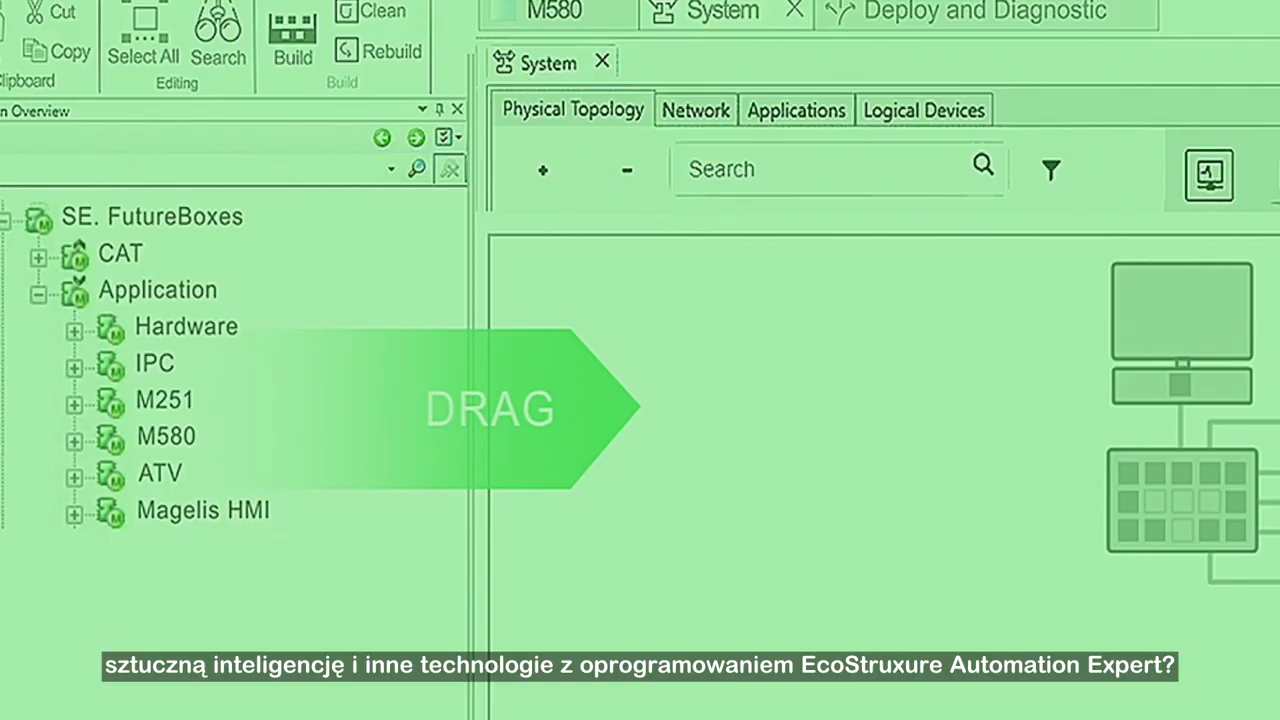 Cut
Copy
Clipboard
Select All
Search
Editing
Build
Clean
Rebuild
Build
M580
System
Deploy and Diagnostic
System
n Overview
Physical Topology
Network
Applications
Logical Devices
+ - Search
SE. FutureBoxes
CAT
Application
Hardware
IPC
M251
M580
ATV
Magelis HMI
DRAG
sztuczną inteligencję i inne technologie z oprogramowaniem EcoStruxure Automation Expert?